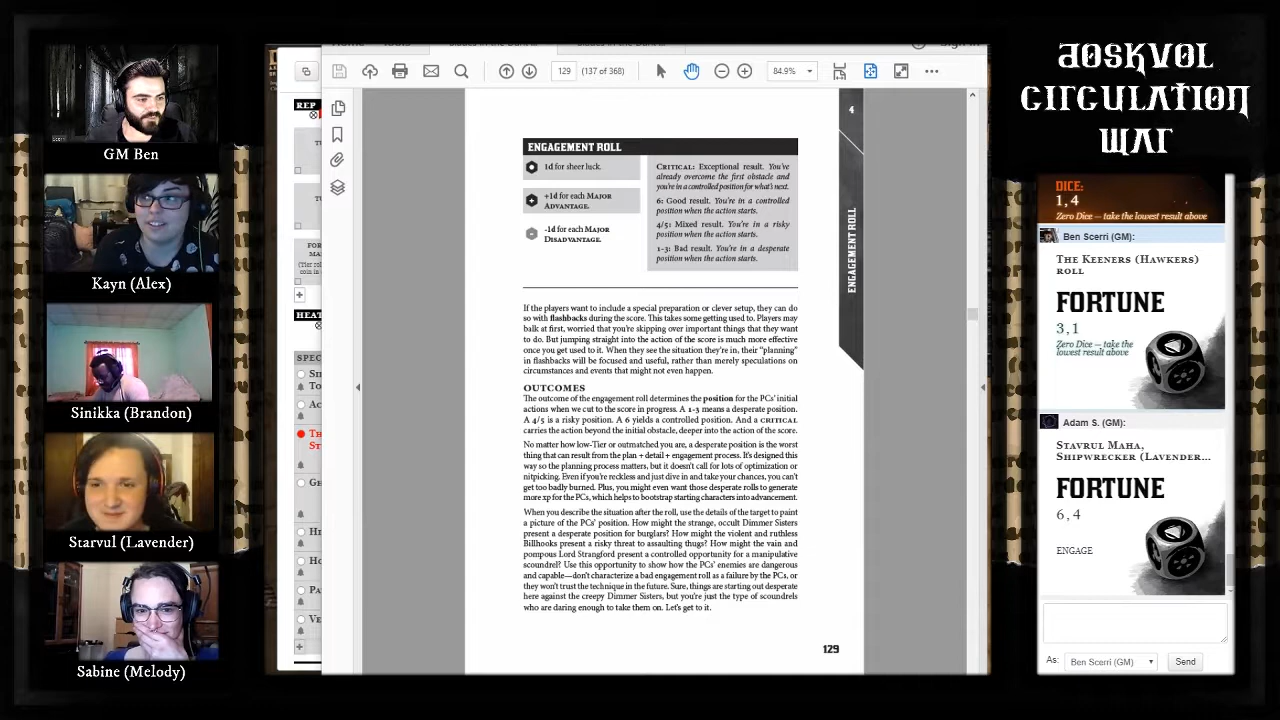 GM Ben
Kayn (Alex)
Sinikka (Brandon)
Starvul (Lavender)
Sabine (Melody)
REP
HEAT
SPEC
129
(137 of 368)
84.9%
4
ENGAGEMENT ROLL
ENGAGEMENT ROLL
1d for sheer luck.
+1d for each MAJOR
ADVANTAGE.
-1d for each MAJOR
DISADVANTAGE.
CRITICAL: Exceptional result. You've
already overcome the first obstacle and
you're in a controlled position for what's next.
6: Good result. You're in a controlled
position when the action starts.
4/5: Mixed result. You're in a risky
position when the action starts.
1-3: Bad result. You're in a desperate
position when the action starts.
If the players want to include a special preparation or clever setup, they can do
so with flashbacks during the score. This takes some getting used to. Players may
balk at first, worried that you're skipping over important things that they want
to do. But jumping straight into the action of the score is much more effective
once you get used to it. When they see the situation they're in, their "planning"
in flashbacks will be focused and useful, rather than merely speculations on
circumstances and events that might not even happen.
OUTCOMES
The outcome of the engagement roll determines the position for the PCs' initial
actions when we cut to the score in progress. A 1-3 means a desperate position.
A 4/5 is a risky position. A 6 yields a controlled position. And a CRITICAL
carries the action beyond the initial obstacle, deeper into the action of the score.
No matter how low-Tier or outmatched you are, a desperate position is the worst
thing that can result from the plan + detail + engagement process. It's designed this
way so the planning process matters, but it doesn't call for lots of optimization or
nitpicking. Even if you're reckless and just dive in and take your chances, you can't
get too badly burned. Plus, you might even want those desperate rolls to generate
more xp for the PCs, which helps to bootstrap starting characters into advancement.
When you describe the situation after the roll, use the details of the target to paint
a picture of the PCs' position. How might the strange, occult Dimmer Sisters
present a desperate position for burglars? How might the violent and ruthless
Billhooks present a risky threat to assaulting thugs? How might the vain and
pompous Lord Strangford present a controlled opportunity for a manipulative
scoundrel? Use this opportunity to show how the PCs' enemies are dangerous
and capable—don't characterize a bad engagement roll as a failure by the PCs, or
they won't trust the technique in the future. Sure, things are starting out desperate
here against the creepy Dimmer Sisters, but you're just the type of scoundrels
who are daring enough to take them on. Let's get to it.
129
DOSKVOL
CIRCULATION
WAR
DICE:
1,4
Zero Dice — take the lowest result above
Ben Scerri (GM):
THE KEENERS (HAWKERS)
ROLL
FORTUNE
3,1
Zero Dice — take the
lowest result above
Adam S. (GM):
STAVRUL MAHA,
SHIPWRECKER (LAVENDER...
FORTUNE
6,4
ENGAGE
As:
Ben Scerri (GM)
Send